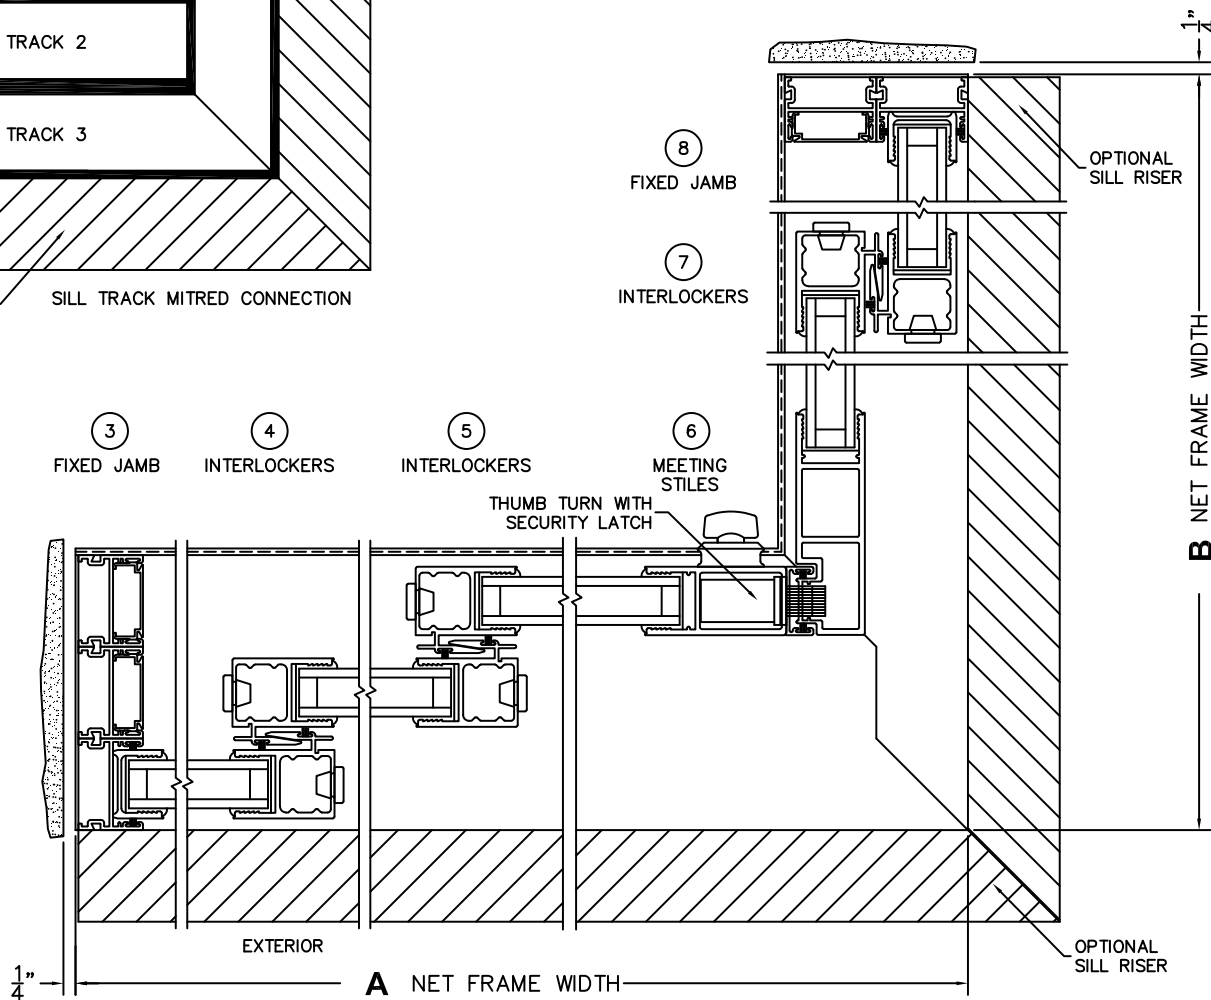 TRACK 2
TRACK 3
SILL TRACK MITRED CONNECTION
1/4"
8
FIXED JAMB
OPTIONAL
SILL RISER
7
INTERLOCKERS
3
FIXED JAMB
4
INTERLOCKERS
5
INTERLOCKERS
6
MEETING
STILES
THUMB TURN WITH
SECURITY LATCH
B NET FRAME WIDTH
EXTERIOR
OPTIONAL
SILL RISER
1/4"
A NET FRAME WIDTH